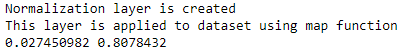 Normalization layer is created
This layer is applied to dataset using map function
0.027450982 0.8078432